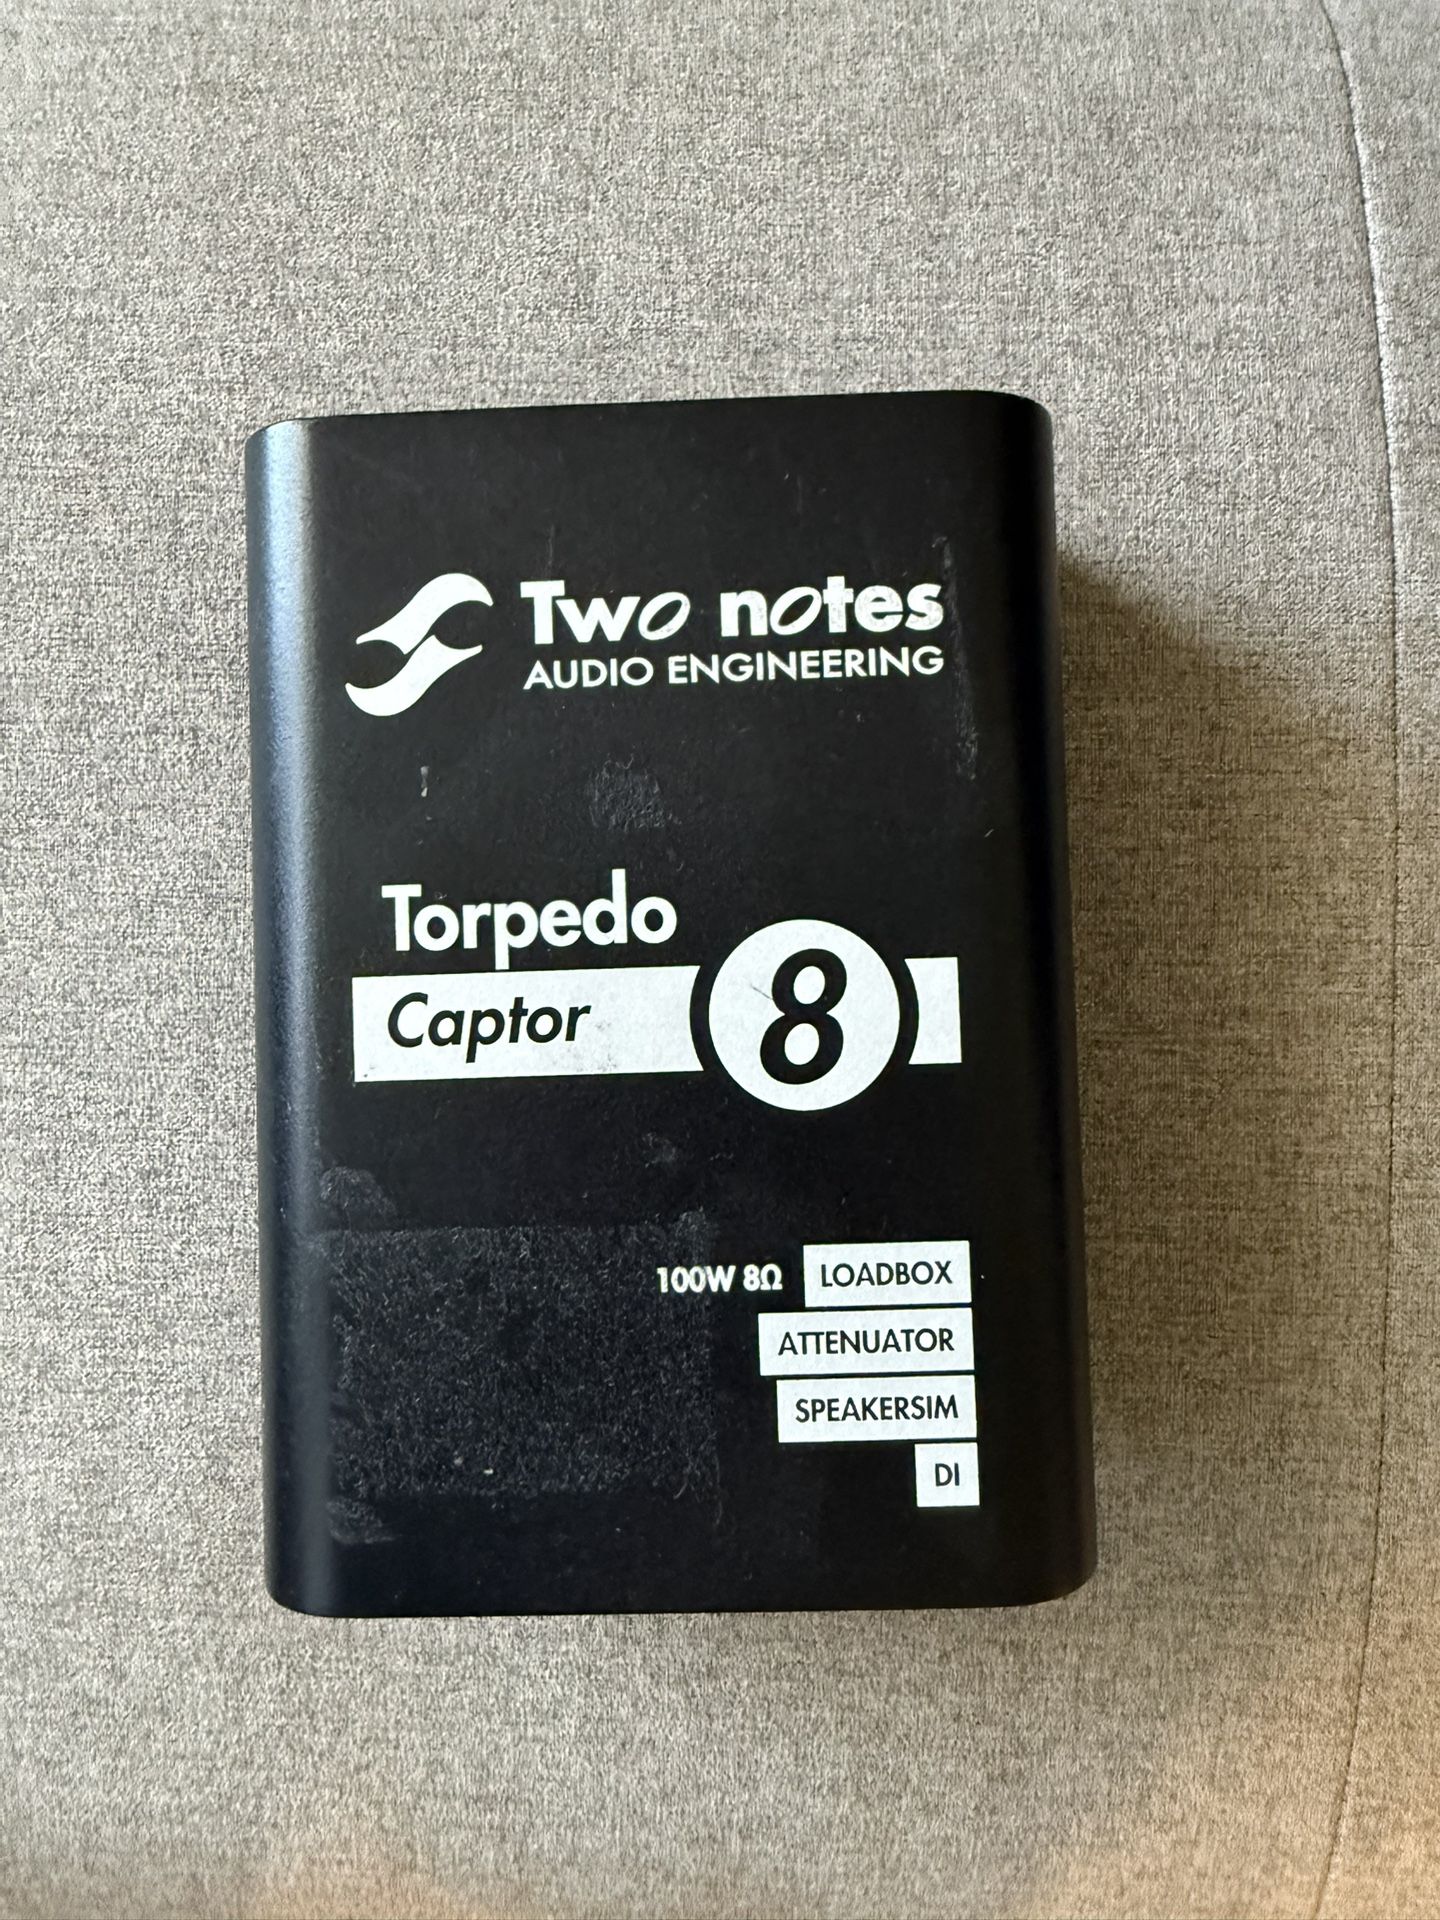 Two notes
AUDIO ENGINEERING
Torpedo
Captor 8
100W 8Ω LOADBOX
ATTENUATOR
SPEAKERSIM
DI